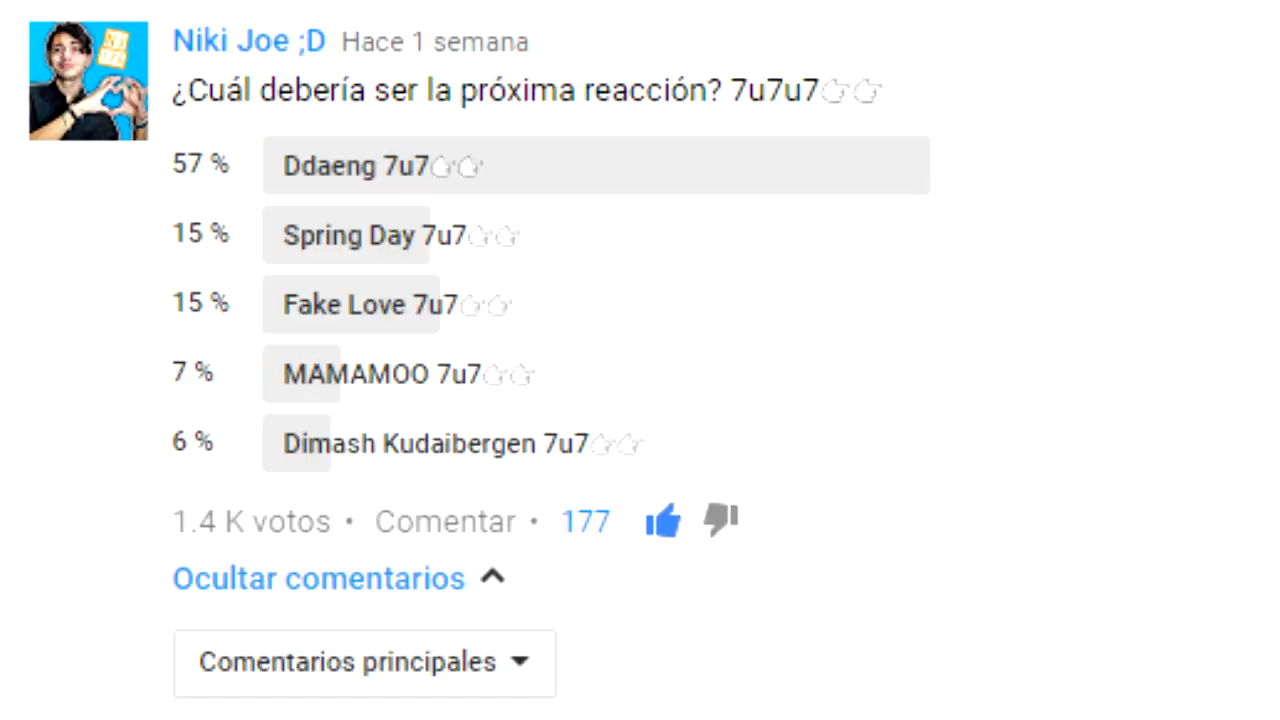 Niki Joe ;D Hace 1 semana
¿Cuál debería ser la próxima reacción? 7u7u7👉👉
57 % Ddaeng 7u7👉👉
15 % Spring Day 7u7👉👉
15 % Fake Love 7u7👉👉
7 % MAMAMOO 7u7👉👉
6 % Dimash Kudaibergen 7u7👉👉
1.4 K votos • Comentar • 177
Ocultar comentarios
Comentarios principales